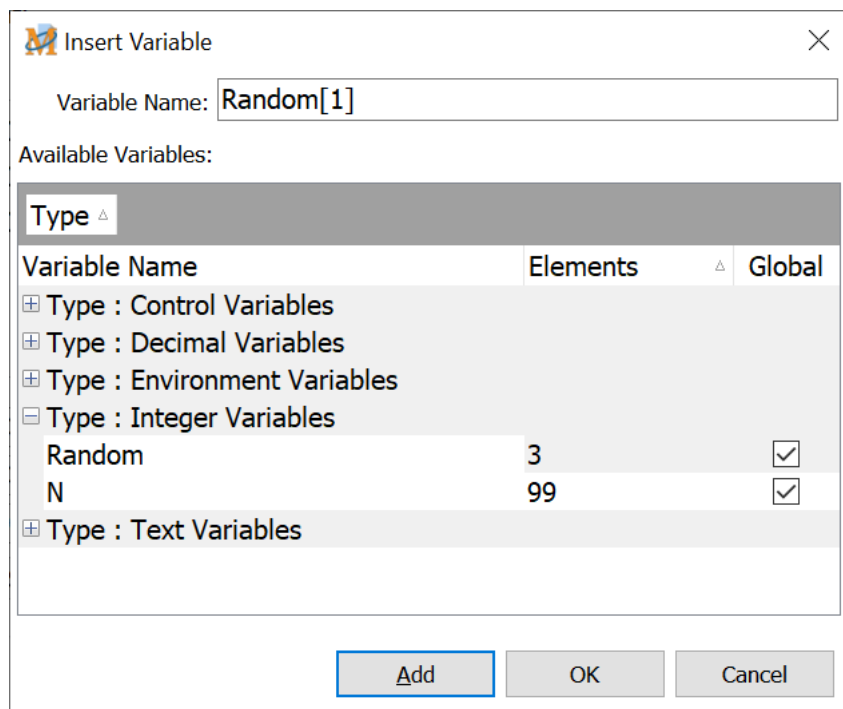 Insert Variable
Variable Name: Random[1]
Available Variables:
Type
Variable Name Elements Global
Type : Control Variables
Type : Decimal Variables
Type : Environment Variables
Type : Integer Variables
Random 3
N 99
Type : Text Variables
Add OK Cancel